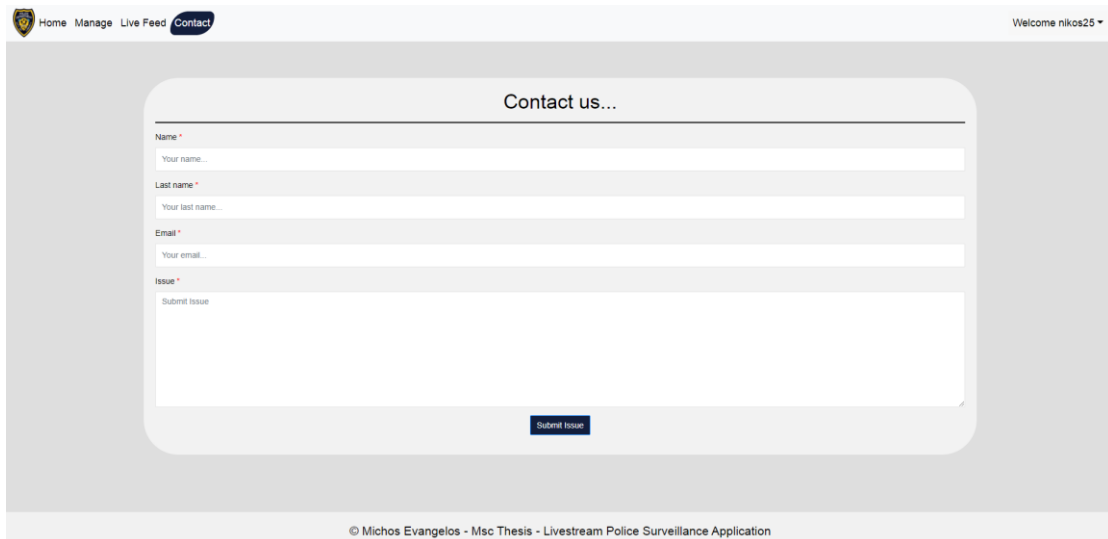 Home Manage Live Feed Contact Welcome nikos25
Contact us...
Name *
Your name...
Last name *
Your last name...
Email *
Your email...
Issue *
Submit Issue
Submit Issue
© Michos Evangelos - Msc Thesis - Livestream Police Surveillance Application